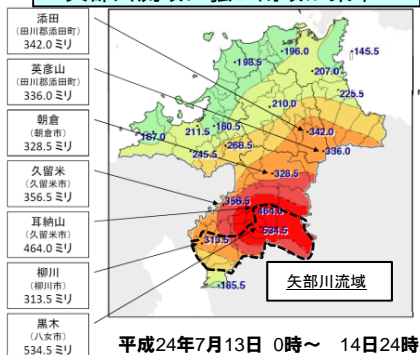 添田
（田川郡添田町）
342.0 ミリ
英彦山
（田川郡添田町）
336.0 ミリ
朝倉
（朝倉市）
328.5 ミリ
久留米
（久留米市）
356.5 ミリ
耳納山
（久留米市）
464.0 ミリ
柳川
（柳川市）
313.5 ミリ
黒木
（八女市）
534.5 ミリ
196.0
145.5
198.5
207.0
225.5
210.0
160.5
211.5
187.0
342.0
268.5
245.5
336.0
328.5
356.5
464.0
534.5
313.5
185.5
矢部川流域
平成24年7月13日 0時～ 14日24時